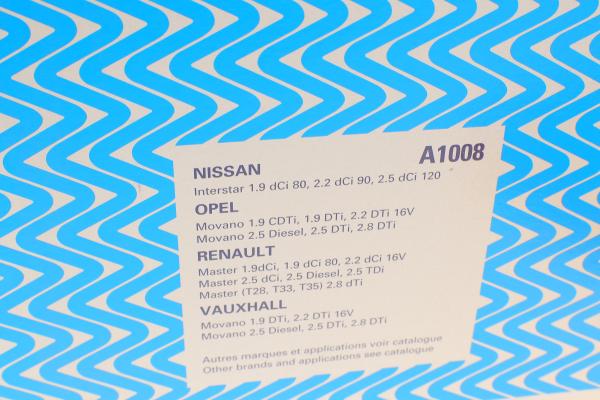 A1008
NISSAN
Interstar 1.9 dCi 80, 2.2 dCi 90, 2.5 dCi 120
OPEL
Movano 1.9 CDTi, 1.9 DTi, 2.2 DTi 16V
Movano 2.5 Diesel, 2.5 DTi, 2.8 DTi
RENAULT
Master 1.9dCi, 1.9 dCi 80, 2.2 dCi 16V
Master 2.5 dCi, 2.5 Diesel, 2.5 TDi
Master (T28, T33, T35) 2.8 dTi
VAUXHALL
Movano 1.9 DTi, 2.2 DTi 16V
Movano 2.5 Diesel, 2.5 DTi, 2.8 DTi
Autres marques et applications voir catalogue
Other brands and applications see catalogue